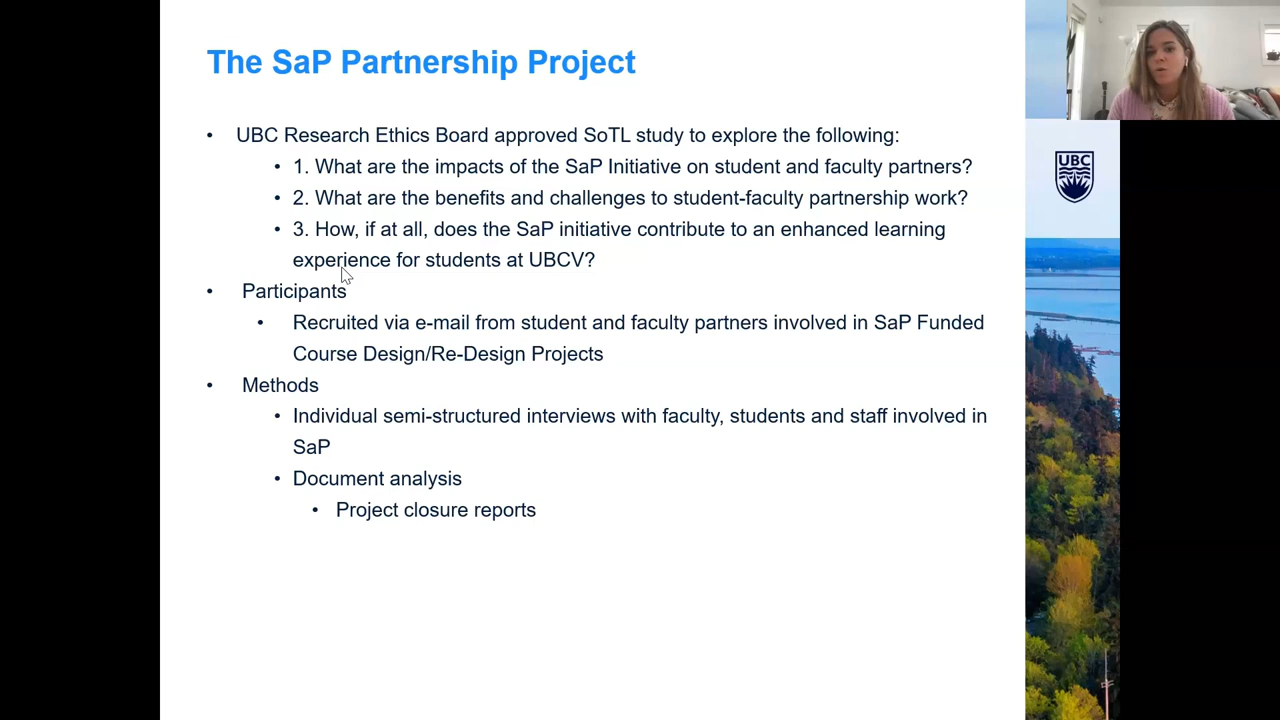 The SaP Partnership Project
• UBC Research Ethics Board approved SoTL study to explore the following:
• 1. What are the impacts of the SaP Initiative on student and faculty partners?
• 2. What are the benefits and challenges to student-faculty partnership work?
• 3. How, if at all, does the SaP initiative contribute to an enhanced learning
experience for students at UBCV?
• Participants
• Recruited via e-mail from student and faculty partners involved in SaP Funded
Course Design/Re-Design Projects
• Methods
• Individual semi-structured interviews with faculty, students and staff involved in
SaP
• Document analysis
• Project closure reports
UBC